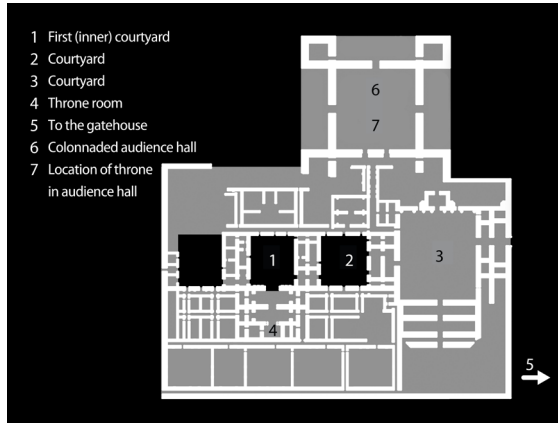 1 First (inner) courtyard
2 Courtyard
3 Courtyard
4 Throne room
5 To the gatehouse
6 Colonnaded audience hall
7 Location of throne
in audience hall
6
7
1
2
3
4
5